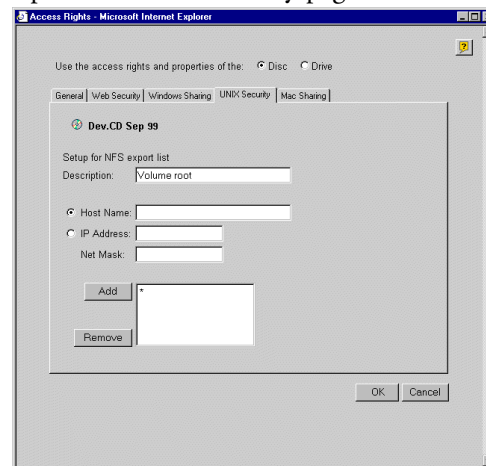 Access Rights - Microsoft Internet Explorer
?
Use the access rights and properties of the: Disc Drive
General Web Security Windows Sharing UNIX Security Mac Sharing
Dev.CD Sep 99
Setup for NFS export list
Description: Volume root
Host Name:
IP Address:
Net Mask:
Add *
Remove
OK Cancel